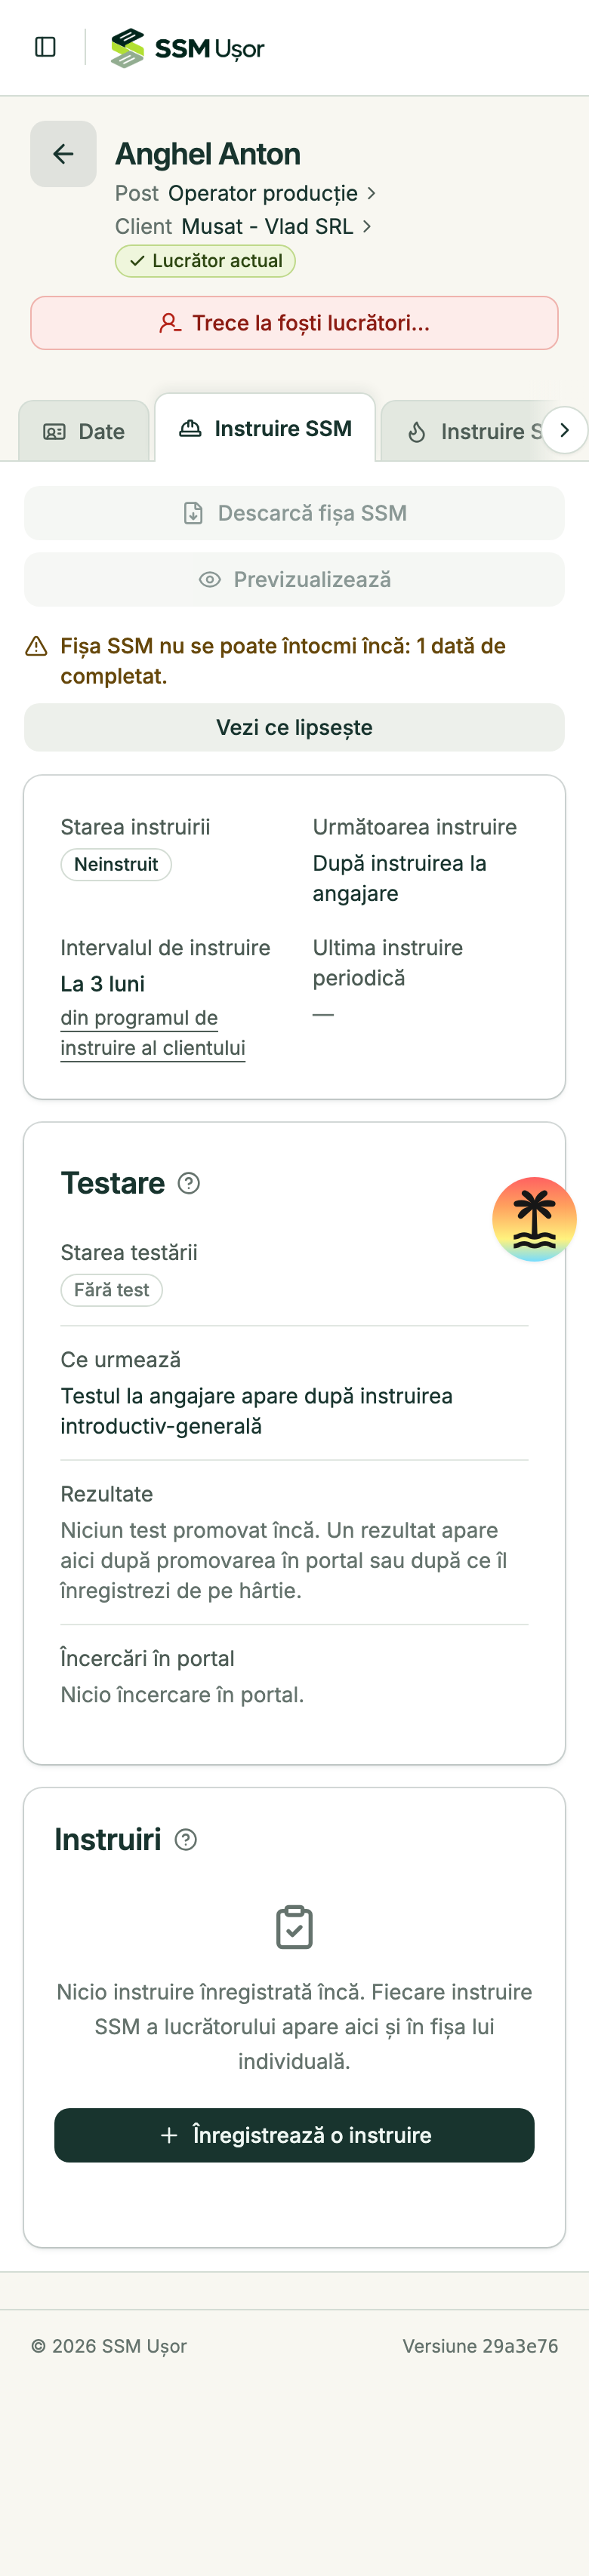 SSM Ușor
Anghel Anton
Post Operator producție
Client Musat - Vlad SRL
Lucrător actual
Trece la foști lucrători...
Date
Instruire SSM
Instruire S
Descarcă fișa SSM
Previzualizează
Fișa SSM nu se poate întocmi încă: 1 dată de
completat.
Vezi ce lipsește
Starea instruirii
Neinstruit
Următoarea instruire
După instruirea la
angajare
Intervalul de instruire
La 3 luni
din programul de
instruire al clientului
Ultima instruire
periodică
—
Testare
Starea testării
Fără test
Ce urmează
Testul la angajare apare după instruirea
introductiv-generală
Rezultate
Niciun test promovat încă. Un rezultat apare
aici după promovarea în portal sau după ce îl
înregistrezi de pe hârtie.
Încercări în portal
Nicio încercare în portal.
Instruiri
Nicio instruire înregistrată încă. Fiecare instruire
SSM a lucrătorului apare aici și în fișa lui
individuală.
Înregistrează o instruire
© 2026 SSM Ușor
Versiune 29a3e76